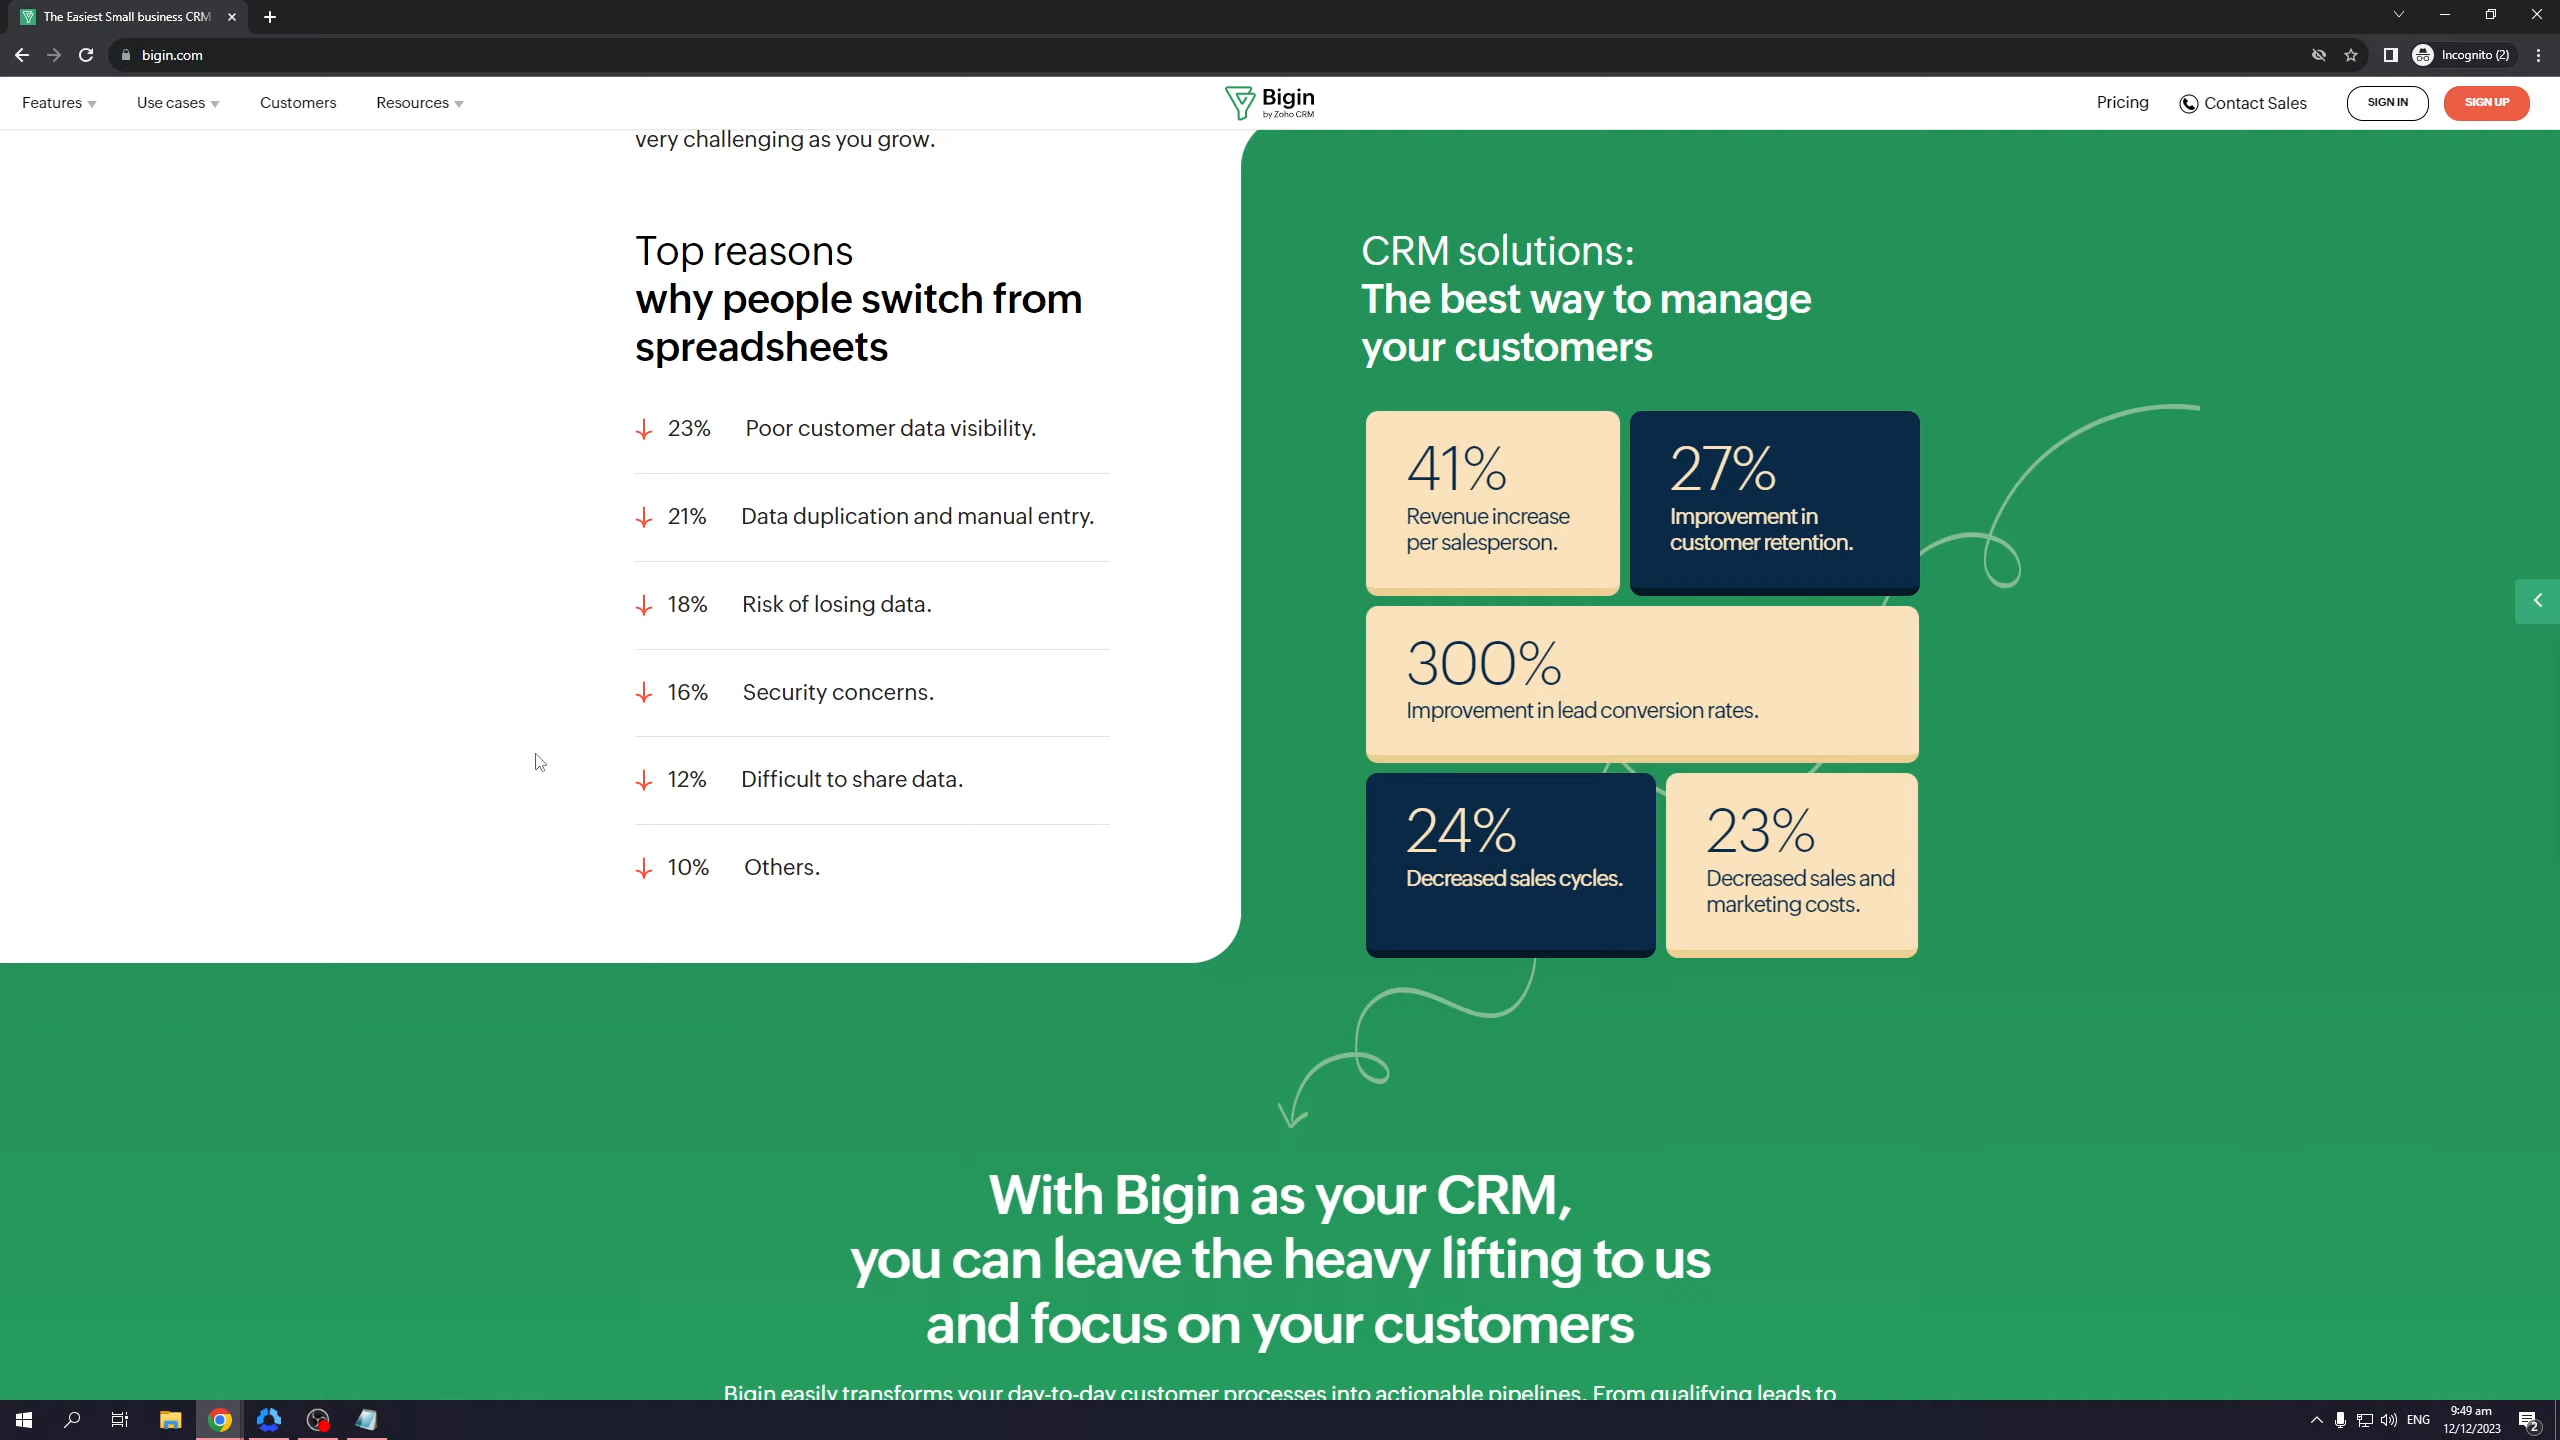 The Easiest Small business CRM
bigin.com
Incognito (2)
Features
Use cases
Customers
Resources
Bigin
by Zoho CRM
Pricing
Contact Sales
SIGN IN
SIGN UP
very challenging as you grow.
Top reasons
why people switch from
spreadsheets
23% Poor customer data visibility.
21% Data duplication and manual entry.
18% Risk of losing data.
16% Security concerns.
12% Difficult to share data.
10% Others.
CRM solutions:
The best way to manage
your customers
41%
Revenue increase
per salesperson.
27%
Improvement in
customer retention.
300%
Improvement in lead conversion rates.
24%
Decreased sales cycles.
23%
Decreased sales and
marketing costs.
With Bigin as your CRM,
you can leave the heavy lifting to us
and focus on your customers
Bigin easily transforms your day-to-day customer processes into actionable pipelines. From qualifying leads to
ENG
9:49 am
12/12/2023
2